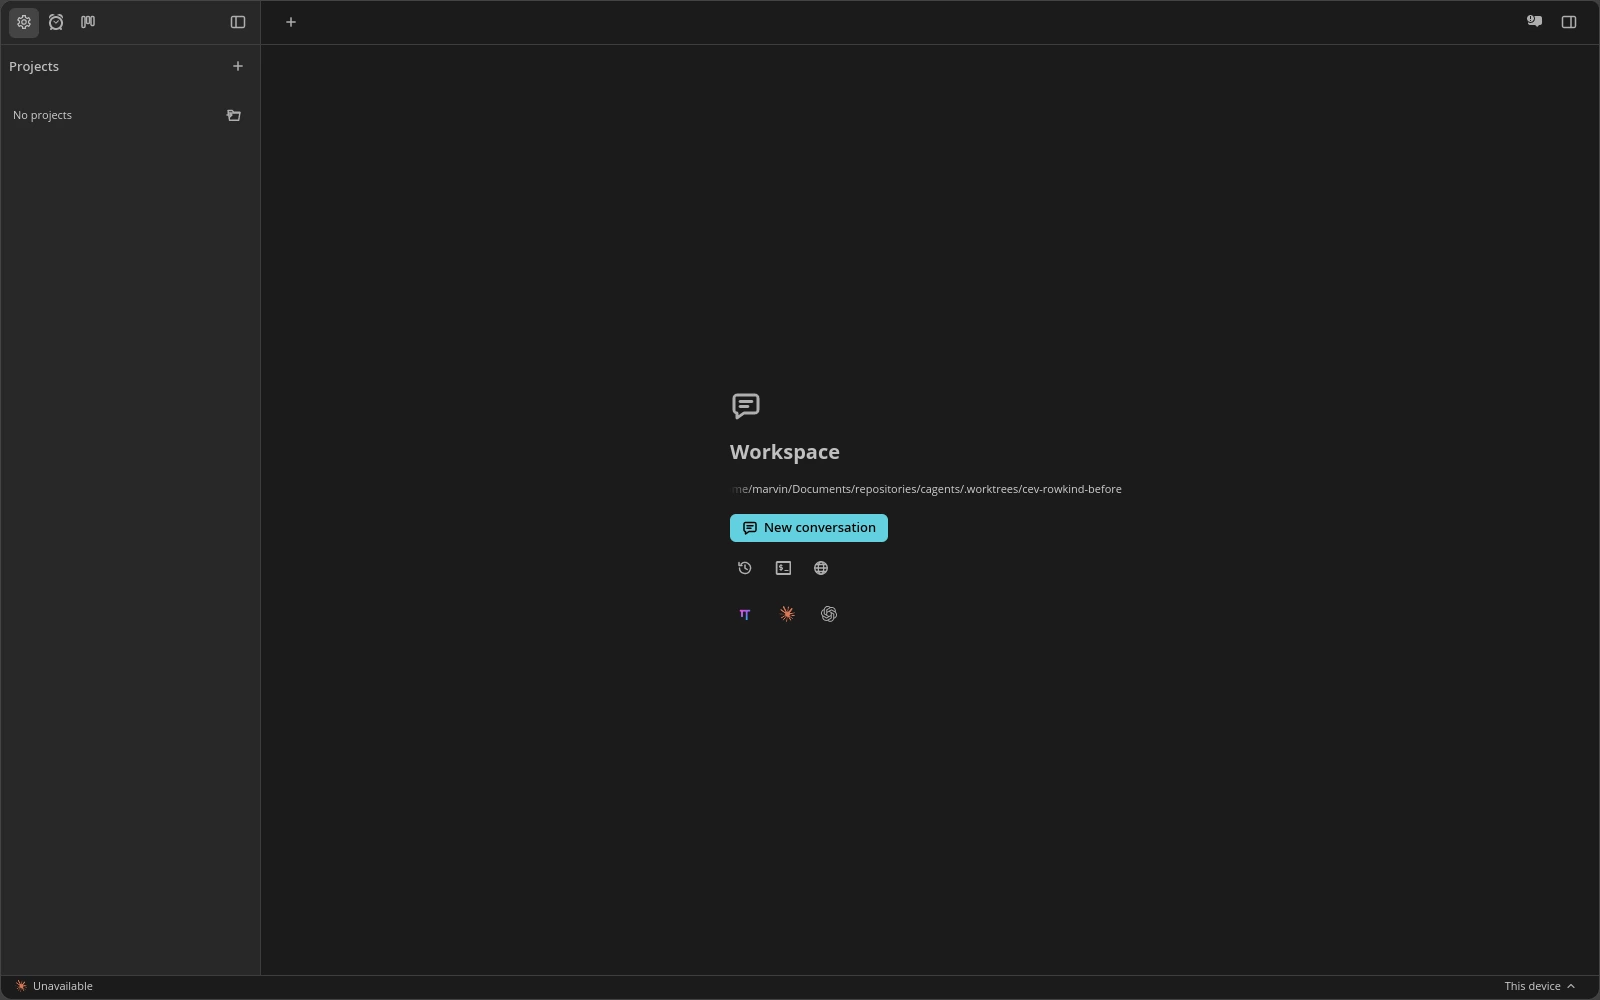 Projects
No projects
Workspace
me/marvin/Documents/repositories/cagents/.worktrees/cev-rowkind-before
New conversation
Unavailable
This device